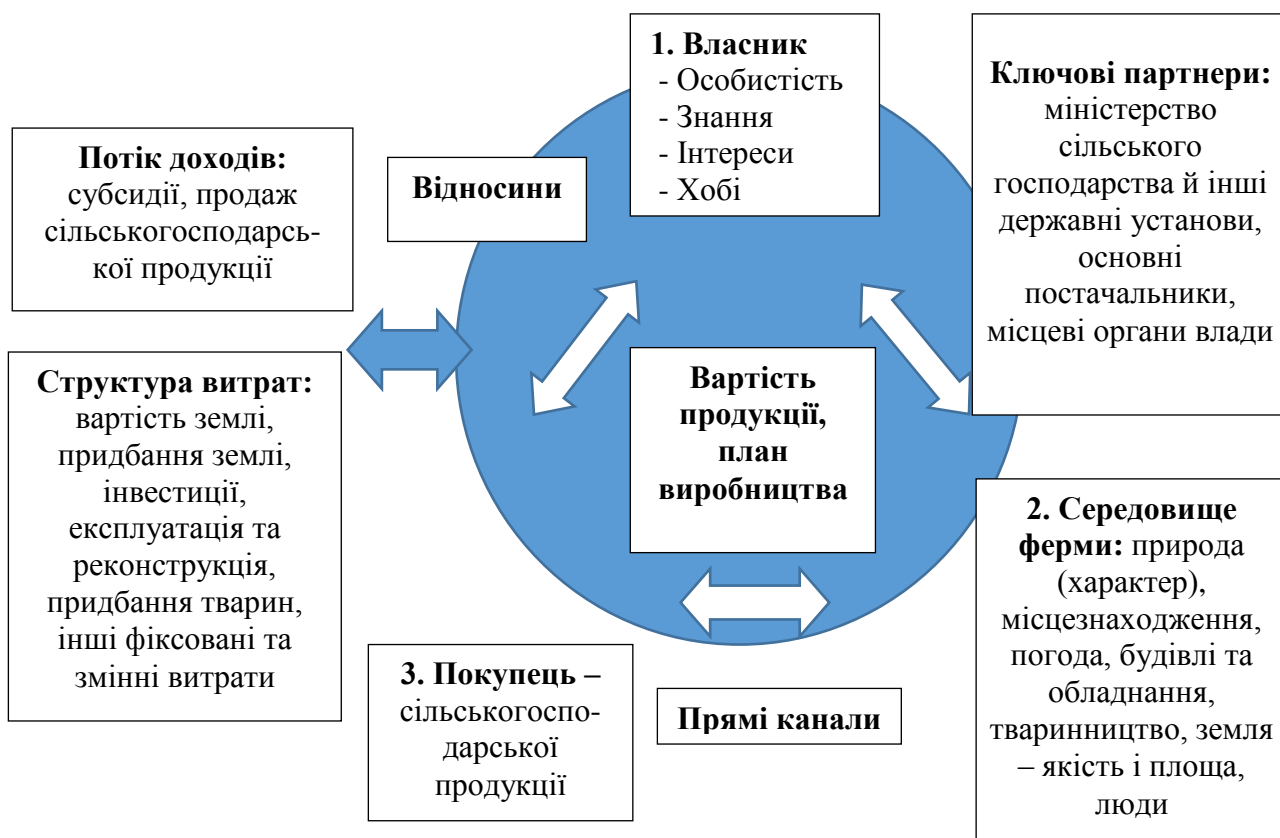 1. Власник
- Особистість
- Знання
- Інтереси
- Хобі
Ключові партнери:
міністерство
сільського
господарства й інші
державні установи,
основні
постачальники,
місцеві органи влади
Потік доходів:
субсидії, продаж
сільськогосподарсь-
кої продукції
Відносини
Структура витрат:
вартість землі,
придбання землі,
інвестиції,
експлуатація та
реконструкція,
придбання тварин,
інші фіксовані та
змінні витрати
Вартість
продукції,
план
виробництва
2. Середовище
ферми: природа
(характер),
місцезнаходження,
погода, будівлі та
обладнання,
тваринництво, земля
– якість і площа,
люди
3. Покупець –
сільськогоспо-
дарської
продукції
Прямі канали